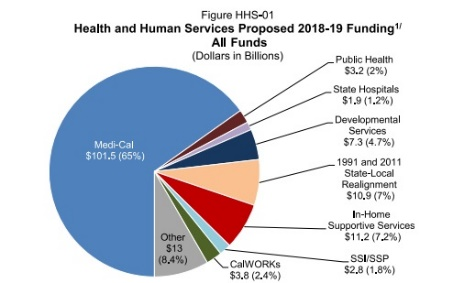 Figure HHS-01
Health and Human Services Proposed 2018-19 Funding1/
All Funds
(Dollars in Billions)
Public Health
$3.2 (2%)
State Hospitals
$1.9 (1.2%)
Developmental
Services
$7.3 (4.7%)
1991 and 2011
State-Local
Realignment
$10.9 (7%)
In-Home
Supportive Services
$11.2 (7.2%)
SSI/SSP
$2.8 (1.8%)
CalWORKs
$3.8 (2.4%)
Other
$13
(8.4%)
Medi-Cal
$101.5 (65%)